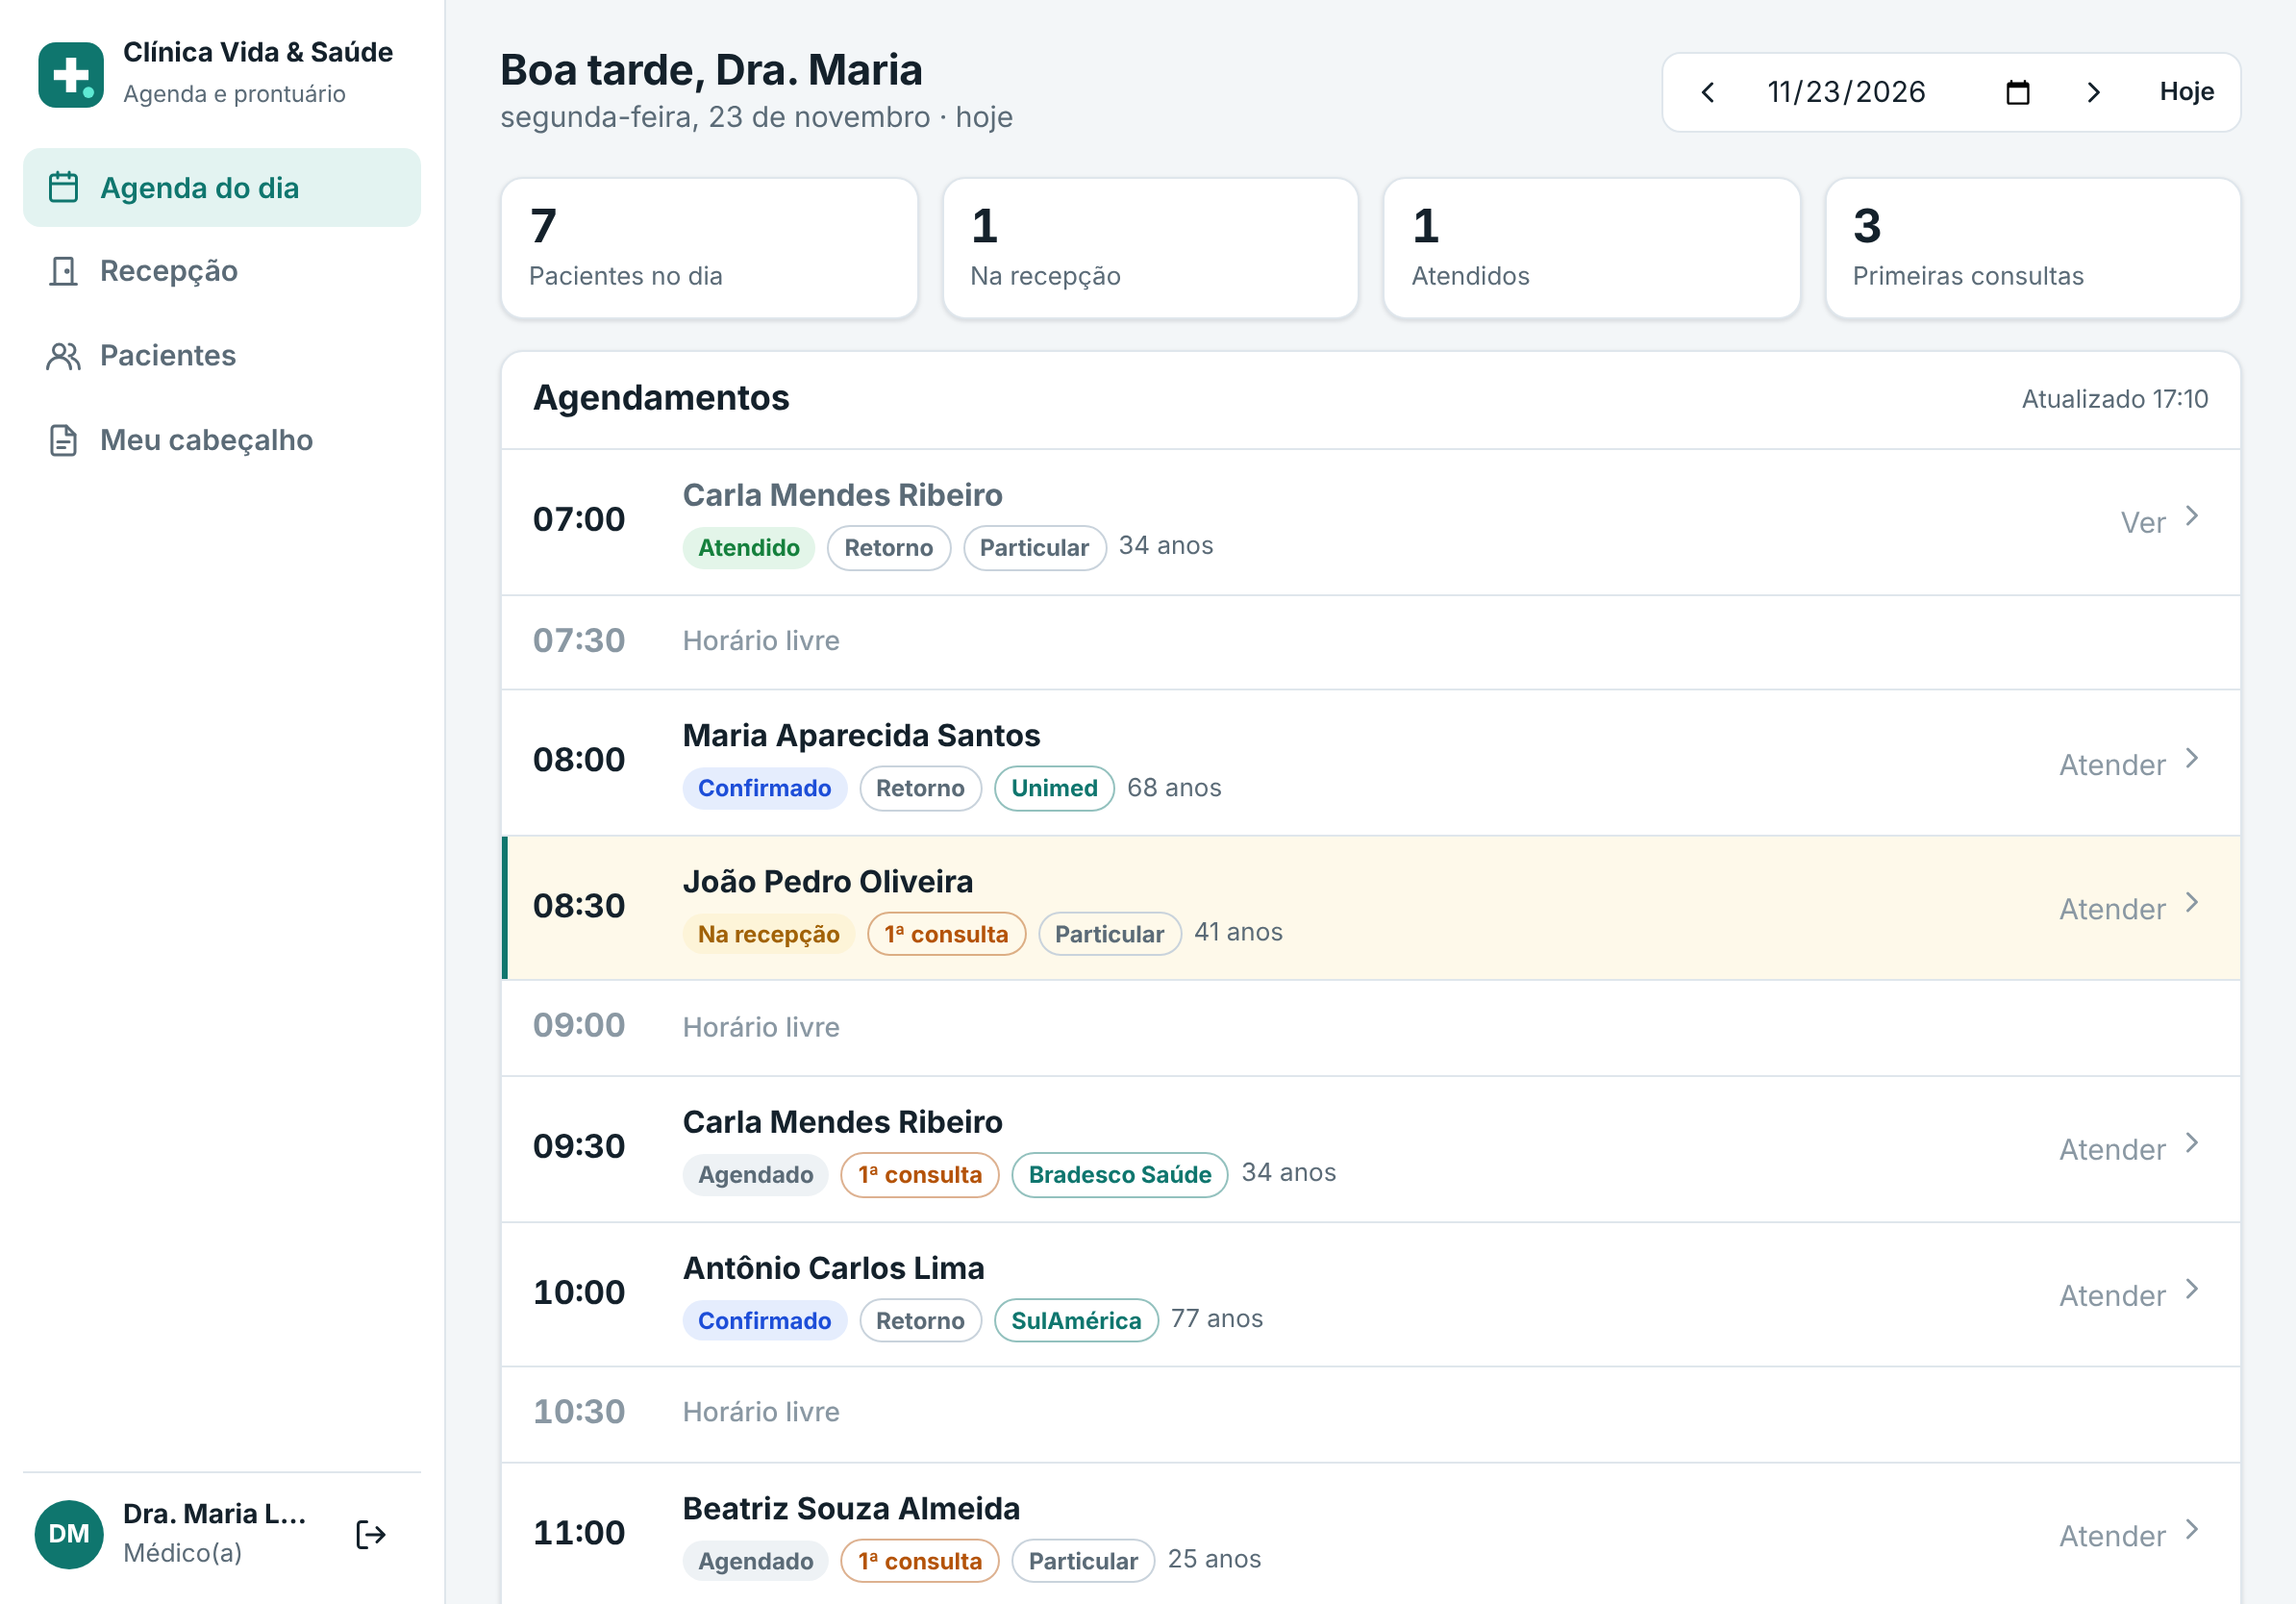 Clínica Vida & Saúde
Agenda e prontuário
Agenda do dia
Recepção
Pacientes
Meu cabeçalho
DM
Dra. Maria L...
Médico(a)
Boa tarde, Dra. Maria
segunda-feira, 23 de novembro · hoje
11/23/2026
Hoje
7
Pacientes no dia
1
Na recepção
1
Atendidos
3
Primeiras consultas
Agendamentos
Atualizado 17:10
07:00
Carla Mendes Ribeiro
Atendido Retorno Particular 34 anos
Ver
07:30 Horário livre
08:00
Maria Aparecida Santos
Confirmado Retorno Unimed 68 anos
Atender
08:30
João Pedro Oliveira
Na recepção 1ª consulta Particular 41 anos
Atender
09:00 Horário livre
09:30
Carla Mendes Ribeiro
Agendado 1ª consulta Bradesco Saúde 34 anos
Atender
10:00
Antônio Carlos Lima
Confirmado Retorno SulAmérica 77 anos
Atender
10:30 Horário livre
11:00
Beatriz Souza Almeida
Agendado 1ª consulta Particular 25 anos
Atender